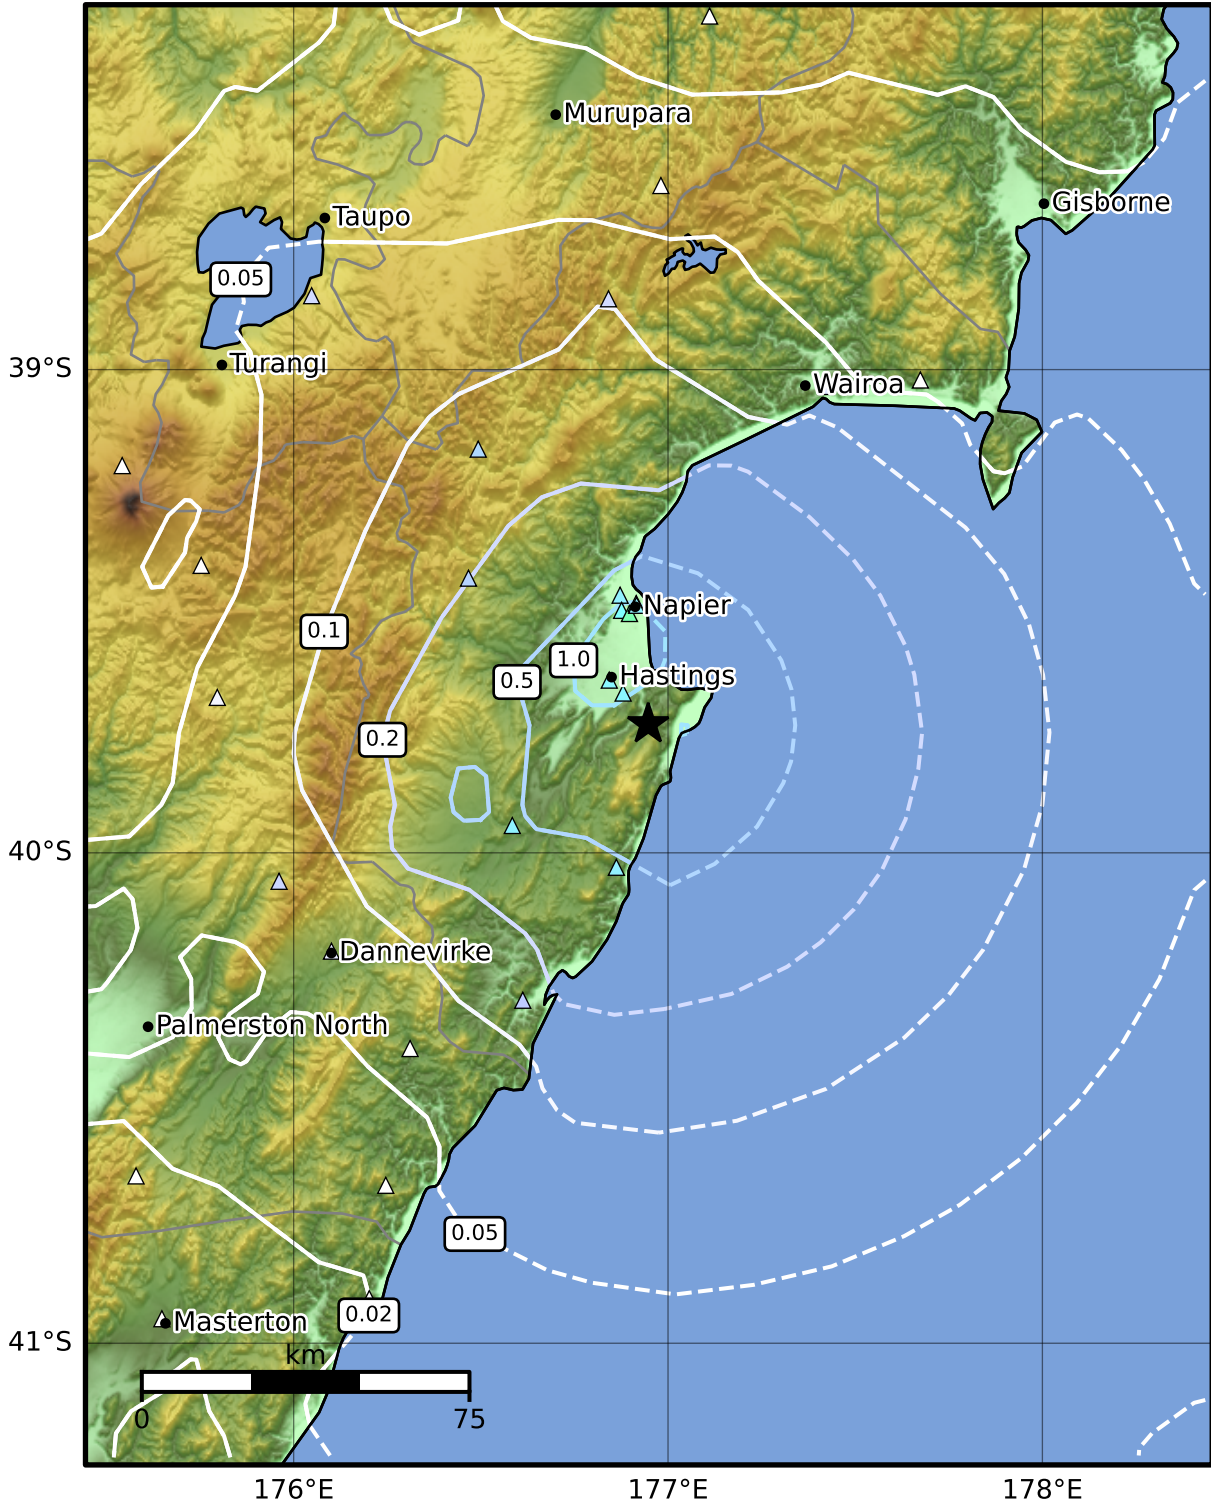 Murupara
Gisborne
Taupo
0.05
Turangi
39°S
Wairoa
Napier
0.1
1.0
Hastings
0.5
0.2
40°S
Dannevirke
Palmerston North
0.05
0.02
Masterton
41°S
km
0
75
176°E
177°E
178°E